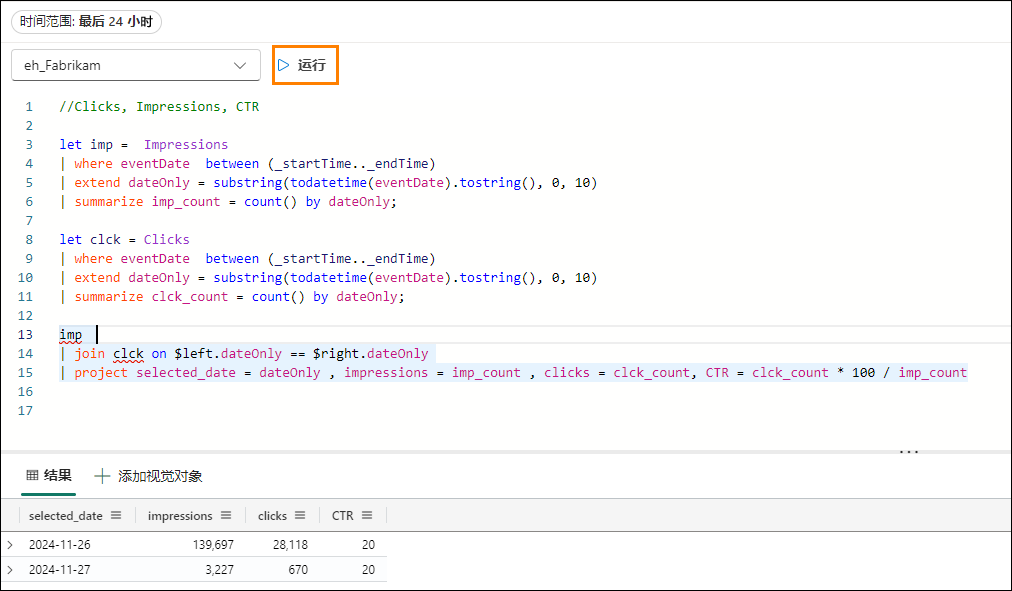 时间范围: 最后 24 小时
eh_Fabrikam 运行
1 //Clicks, Impressions, CTR
2
3 let imp =  Impressions
4 | where eventDate  between (_startTime.._endTime)
5 | extend dateOnly = substring(todatetime(eventDate).tostring(), 0, 10)
6 | summarize imp_count = count() by dateOnly;
7
8 let clck = Clicks
9 | where eventDate  between (_startTime.._endTime)
10 | extend dateOnly = substring(todatetime(eventDate).tostring(), 0, 10)
11 | summarize clck_count = count() by dateOnly;
12
13 imp
14 | join clck on $left.dateOnly == $right.dateOnly
15 | project selected_date = dateOnly , impressions = imp_count , clicks = clck_count, CTR = clck_count * 100 / imp_count
16
17
结果 添加视觉对象
selected_date impressions clicks CTR
2024-11-26 139,697 28,118 20
2024-11-27 3,227 670 20